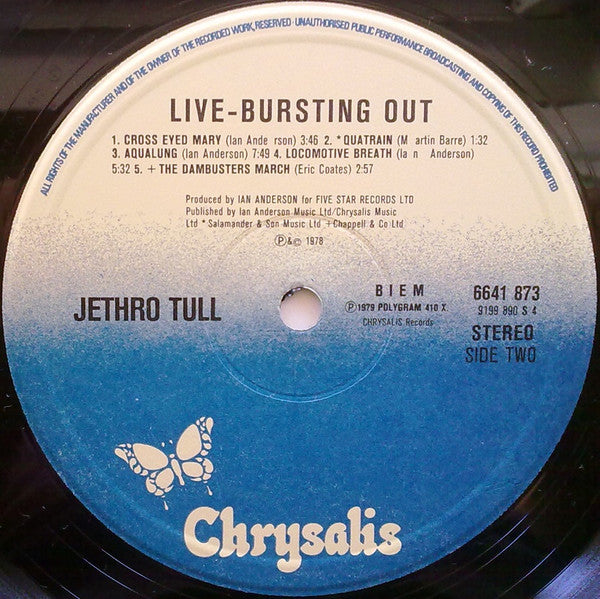 ALL RIGHTS OF THE MANUFACTURER AND OF THE OWNER OF THE RECORDED WORK RESERVED · UNAUTHORISED PUBLIC PERFORMANCE BROADCASTING AND COPYING OF THIS RECORD PROHIBITED
LIVE-BURSTING OUT
1. CROSS EYED MARY (Ian Ande rson) 3:46 2. * QUATRAIN (M artin Barre) 1:32
3. AQUALUNG (Ian Anderson) 7:49 4. LOCOMOTIVE BREATH (Ia n Anderson)
5:32 5. + THE DAMBUSTERS MARCH (Eric Coates) 2:57
Produced by IAN ANDERSON for FIVE STAR RECORDS LTD
Published by Ian Anderson Music Ltd/Chrysalis Music
Ltd * Salamander & Son Music Ltd + Chappell & Co Ltd
℗&© 1978
JETHRO TULL
BIEM
℗1979 POLYGRAM 410 X
CHRYSALIS Records
6641 873
9199 890 S 4
STEREO
SIDE TWO
Chrysalis